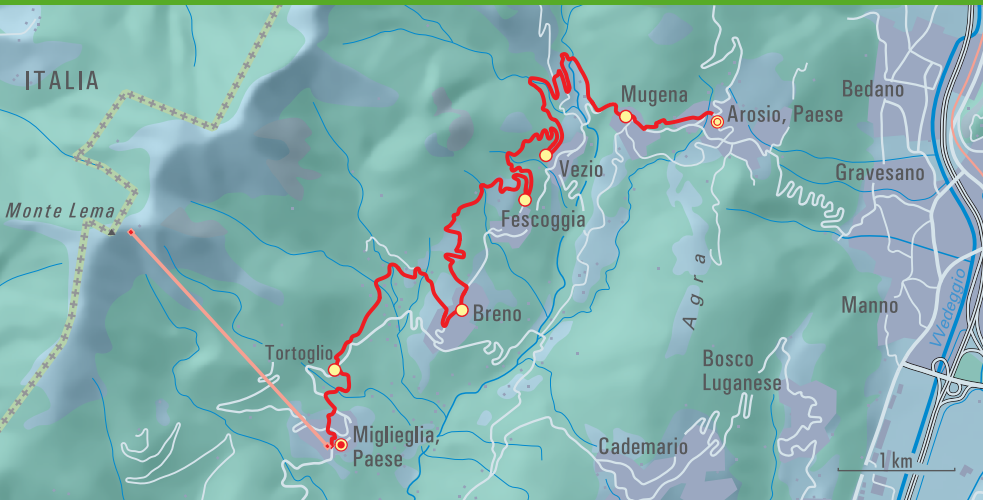 ITALIA
Bedano
Mugena
Arosio, Paese
Vezio
Gravesano
Monte Lema
Fescoggia
Agra
Wedeggio
Manno
Breno
Tortoglio
Bosco
Luganese
Miglieglia,
Paese
Cademario
1 km